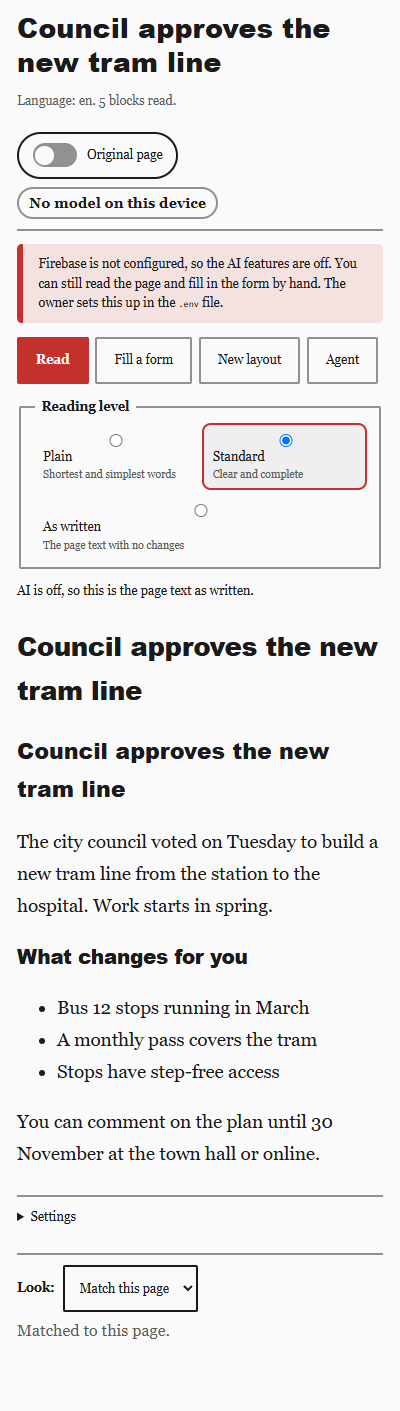 Council approves the
new tram line
Language: en. 5 blocks read.
Original page
No model on this device
Firebase is not configured, so the AI features are off. You
can still read the page and fill in the form by hand. The
owner sets this up in the .env file.
Read
Fill a form
New layout
Agent
Reading level
Plain
Shortest and simplest words
Standard
Clear and complete
As written
The page text with no changes
AI is off, so this is the page text as written.
Council approves the new
tram line
Council approves the new
tram line
The city council voted on Tuesday to build a
new tram line from the station to the
hospital. Work starts in spring.
What changes for you
• Bus 12 stops running in March
• A monthly pass covers the tram
• Stops have step-free access
You can comment on the plan until 30
November at the town hall or online.
Settings
Look: Match this page
Matched to this page.